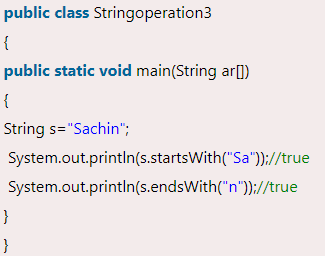 public class Stringoperation3
{
public static void main(String ar[])
{
String s="Sachin";
System.out.println(s.startsWith("Sa"));//true
System.out.println(s.endsWith("n"));//true
}
}